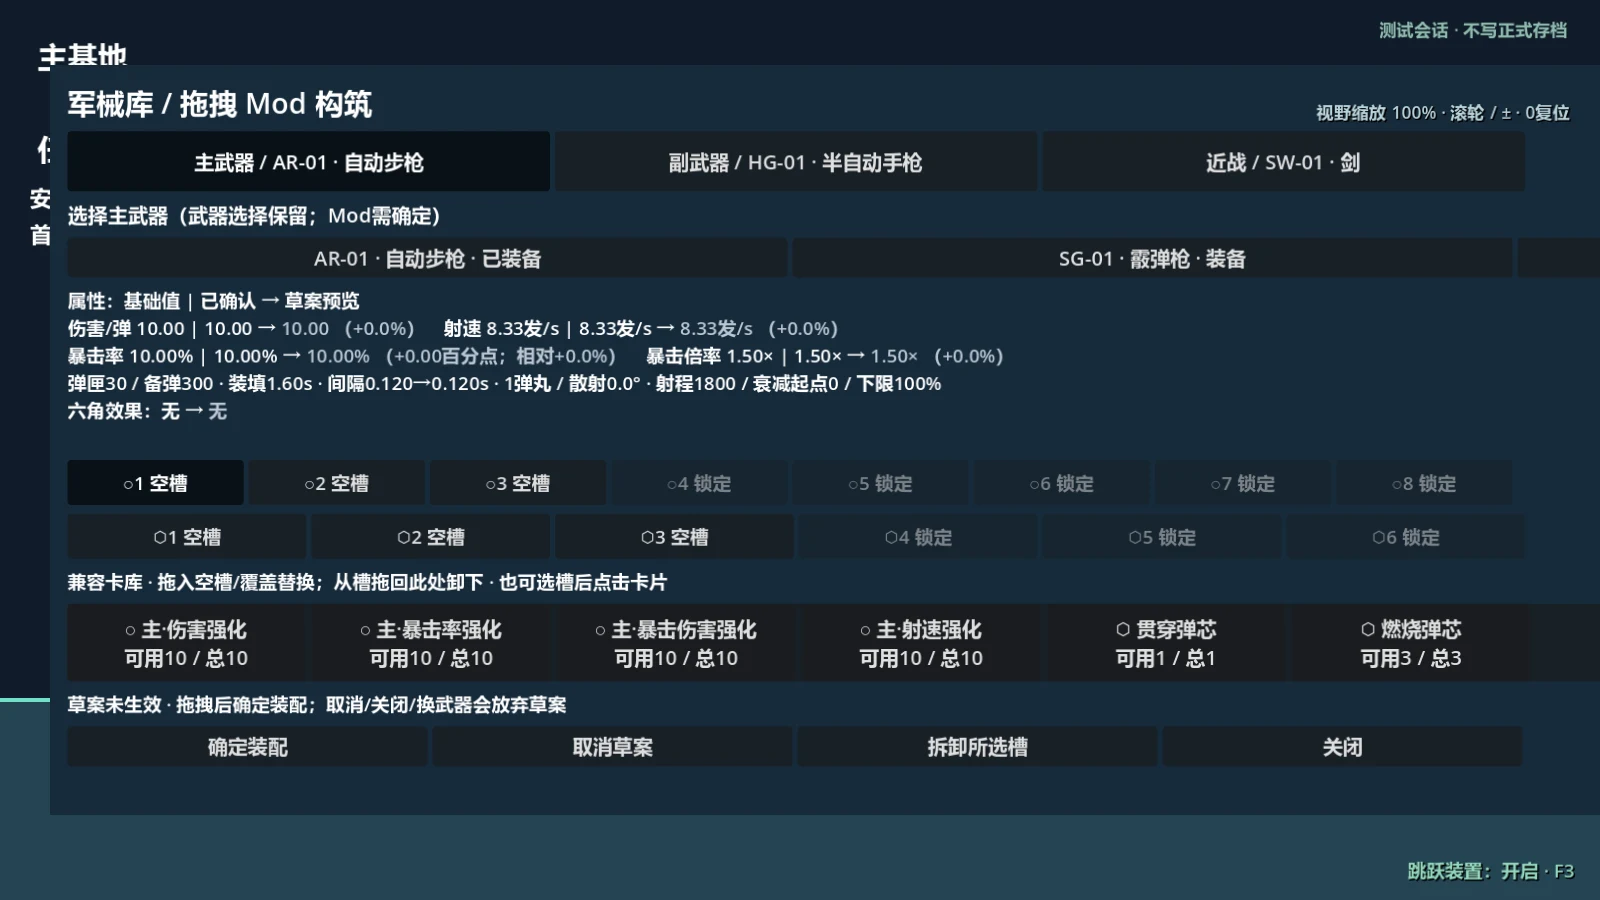 测试会话 · 不写正式存档
主基地
军械库 / 拖拽 Mod 构筑
视野缩放 100% · 滚轮 / ± · 0复位
主武器 / AR-01 · 自动步枪
副武器 / HG-01 · 半自动手枪
近战 / SW-01 · 剑
安
首
选择主武器（武器选择保留；Mod需确定）
AR-01 · 自动步枪 · 已装备
SG-01 · 霰弹枪 · 装备
属性：基础值 | 已确认 → 草案预览
伤害/弹 10.00 | 10.00 → 10.00 （+0.0%） 射速 8.33发/s | 8.33发/s → 8.33发/s （+0.0%）
暴击率 10.00% | 10.00% → 10.00% （+0.00百分点；相对+0.0%） 暴击倍率 1.50× | 1.50× → 1.50× （+0.0%）
弹匣30 / 备弹300 · 装填1.60s · 间隔0.120→0.120s · 1弹丸 / 散射0.0° · 射程1800 / 衰减起点0 / 下限100%
六角效果：无 → 无
○1 空槽
○2 空槽
○3 空槽
○4 锁定
○5 锁定
○6 锁定
○7 锁定
○8 锁定
⬡1 空槽
⬡2 空槽
⬡3 空槽
⬡4 锁定
⬡5 锁定
⬡6 锁定
兼容卡库 · 拖入空槽/覆盖替换；从槽拖回此处卸下 · 也可选槽后点击卡片
○ 主·伤害强化
可用10 / 总10
○ 主·暴击率强化
可用10 / 总10
○ 主·暴击伤害强化
可用10 / 总10
○ 主·射速强化
可用10 / 总10
⬡ 贯穿弹芯
可用1 / 总1
⬡ 燃烧弹芯
可用3 / 总3
草案未生效 · 拖拽后确定装配；取消/关闭/换武器会放弃草案
确定装配
取消草案
拆卸所选槽
关闭
跳跃装置：开启 · F3